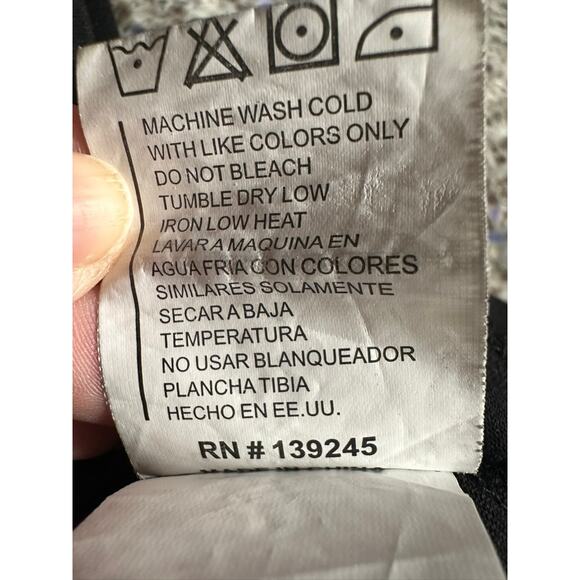 MACHINE WASH COLD
WITH LIKE COLORS ONLY
DO NOT BLEACH
TUMBLE DRY LOW
IRON LOW HEAT
LAVAR A MAQUINA EN
AGUA FRIA CON COLORES
SIMILARES SOLAMENTE
SECAR A BAJA
TEMPERATURA
NO USAR BLANQUEADOR
PLANCHA TIBIA
HECHO EN EE.UU.
RN # 139245